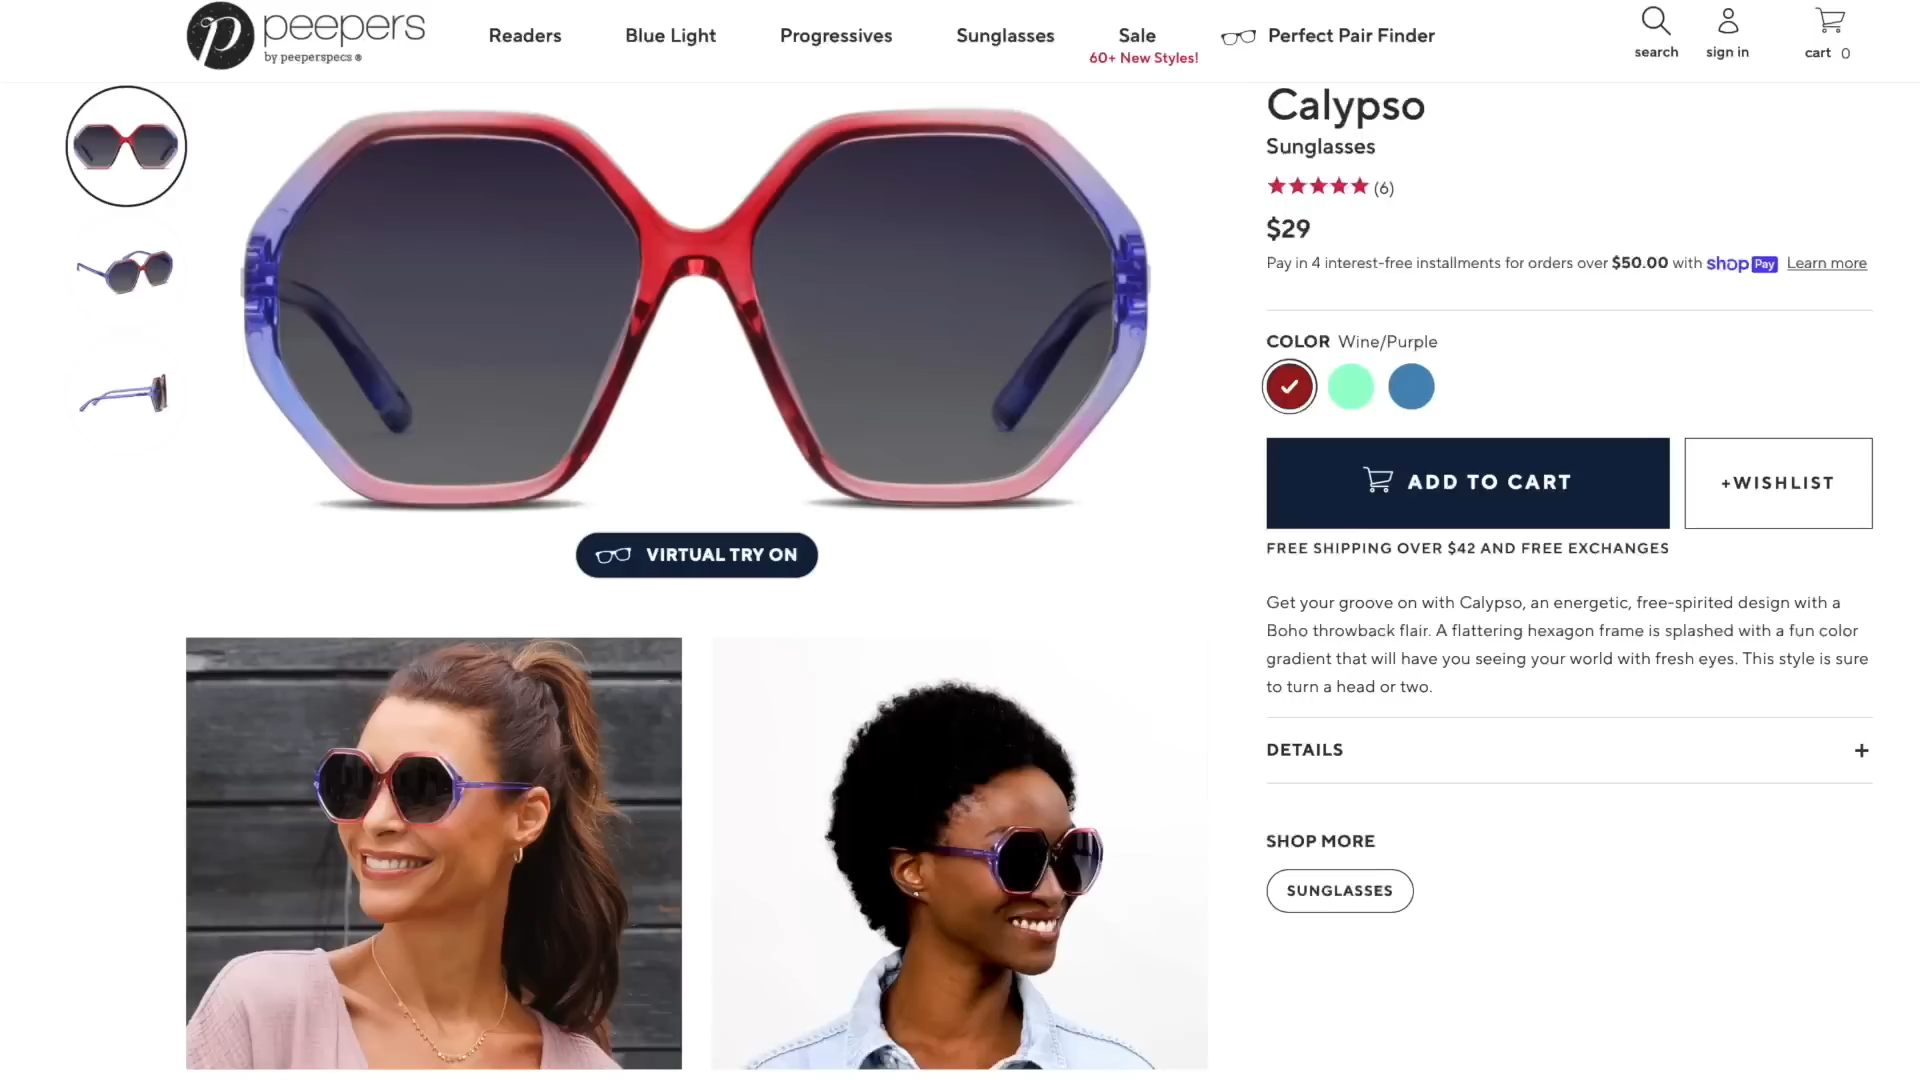 peepers
by peeperspecs ®
Readers
Blue Light
Progressives
Sunglasses
Sale
60+ New Styles!
Perfect Pair Finder
search
sign in
cart 0
Calypso
Sunglasses
(6)
$29
Pay in 4 interest-free installments for orders over $50.00 with shop Pay Learn more
COLOR Wine/Purple
ADD TO CART
+WISHLIST
FREE SHIPPING OVER $42 AND FREE EXCHANGES
VIRTUAL TRY ON
Get your groove on with Calypso, an energetic, free-spirited design with a
Boho throwback flair. A flattering hexagon frame is splashed with a fun color
gradient that will have you seeing your world with fresh eyes. This style is sure
to turn a head or two.
DETAILS +
SHOP MORE
SUNGLASSES